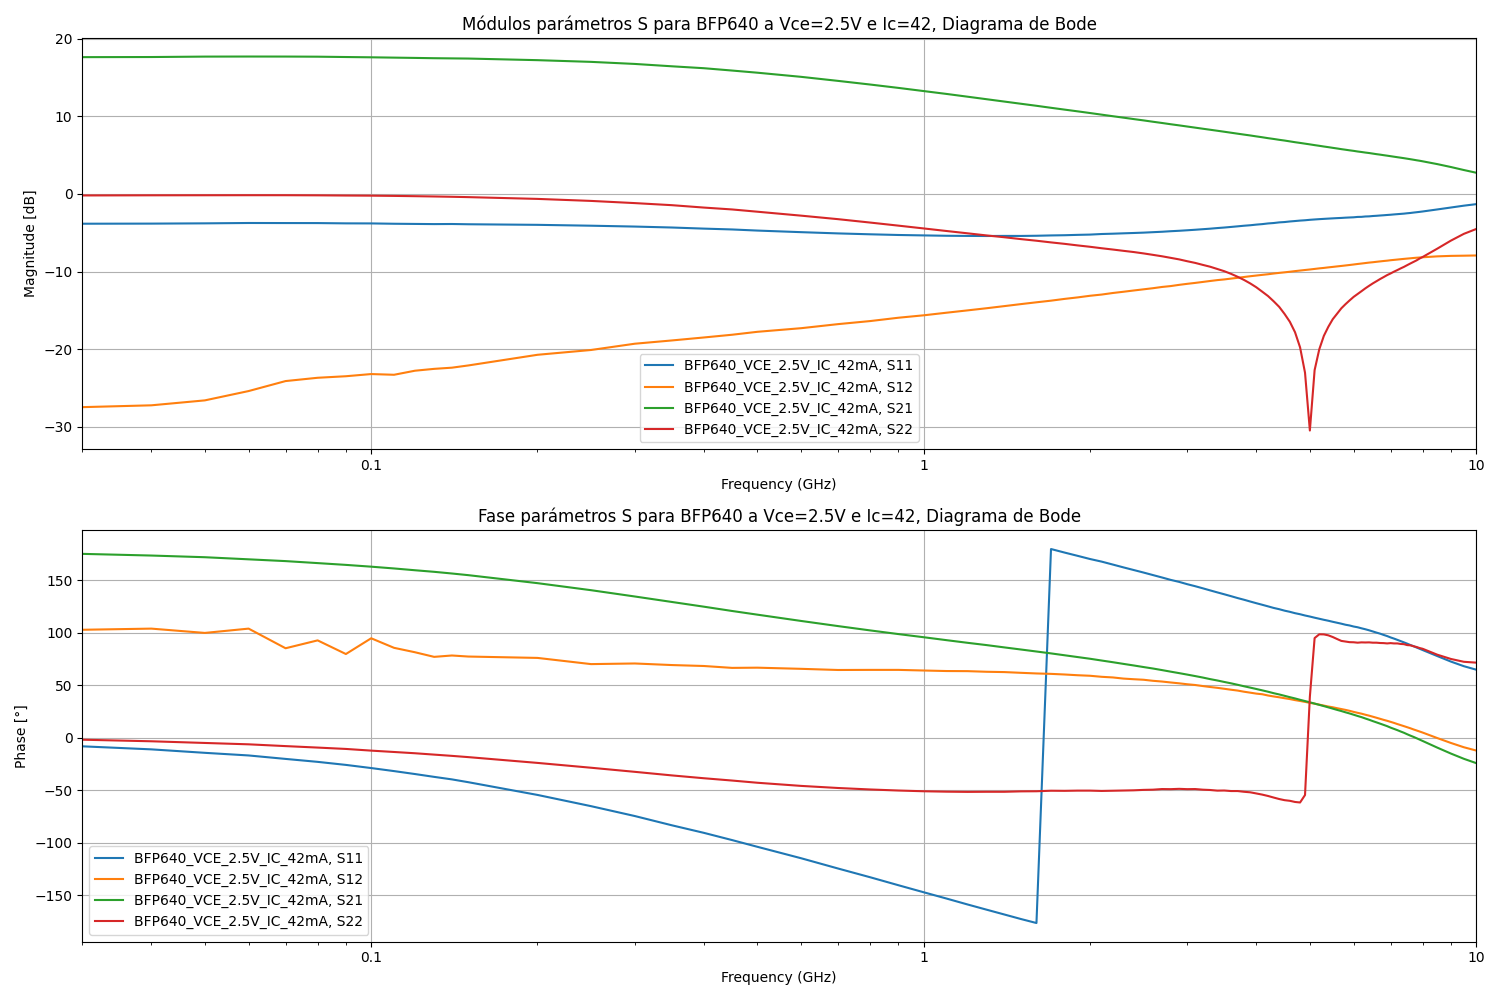 Módulos parámetros S para BFP640 a Vce=2.5V e Ic=42, Diagrama de Bode
20
10
0
−10
−20
−30
Magnitude [dB]
BFP640_VCE_2.5V_IC_42mA, S11
BFP640_VCE_2.5V_IC_42mA, S12
BFP640_VCE_2.5V_IC_42mA, S21
BFP640_VCE_2.5V_IC_42mA, S22
0.1 1 10
Frequency (GHz)
Fase parámetros S para BFP640 a Vce=2.5V e Ic=42, Diagrama de Bode
150
100
50
0
−50
−100
−150
Phase [°]
BFP640_VCE_2.5V_IC_42mA, S11
BFP640_VCE_2.5V_IC_42mA, S12
BFP640_VCE_2.5V_IC_42mA, S21
BFP640_VCE_2.5V_IC_42mA, S22
0.1 1 10
Frequency (GHz)